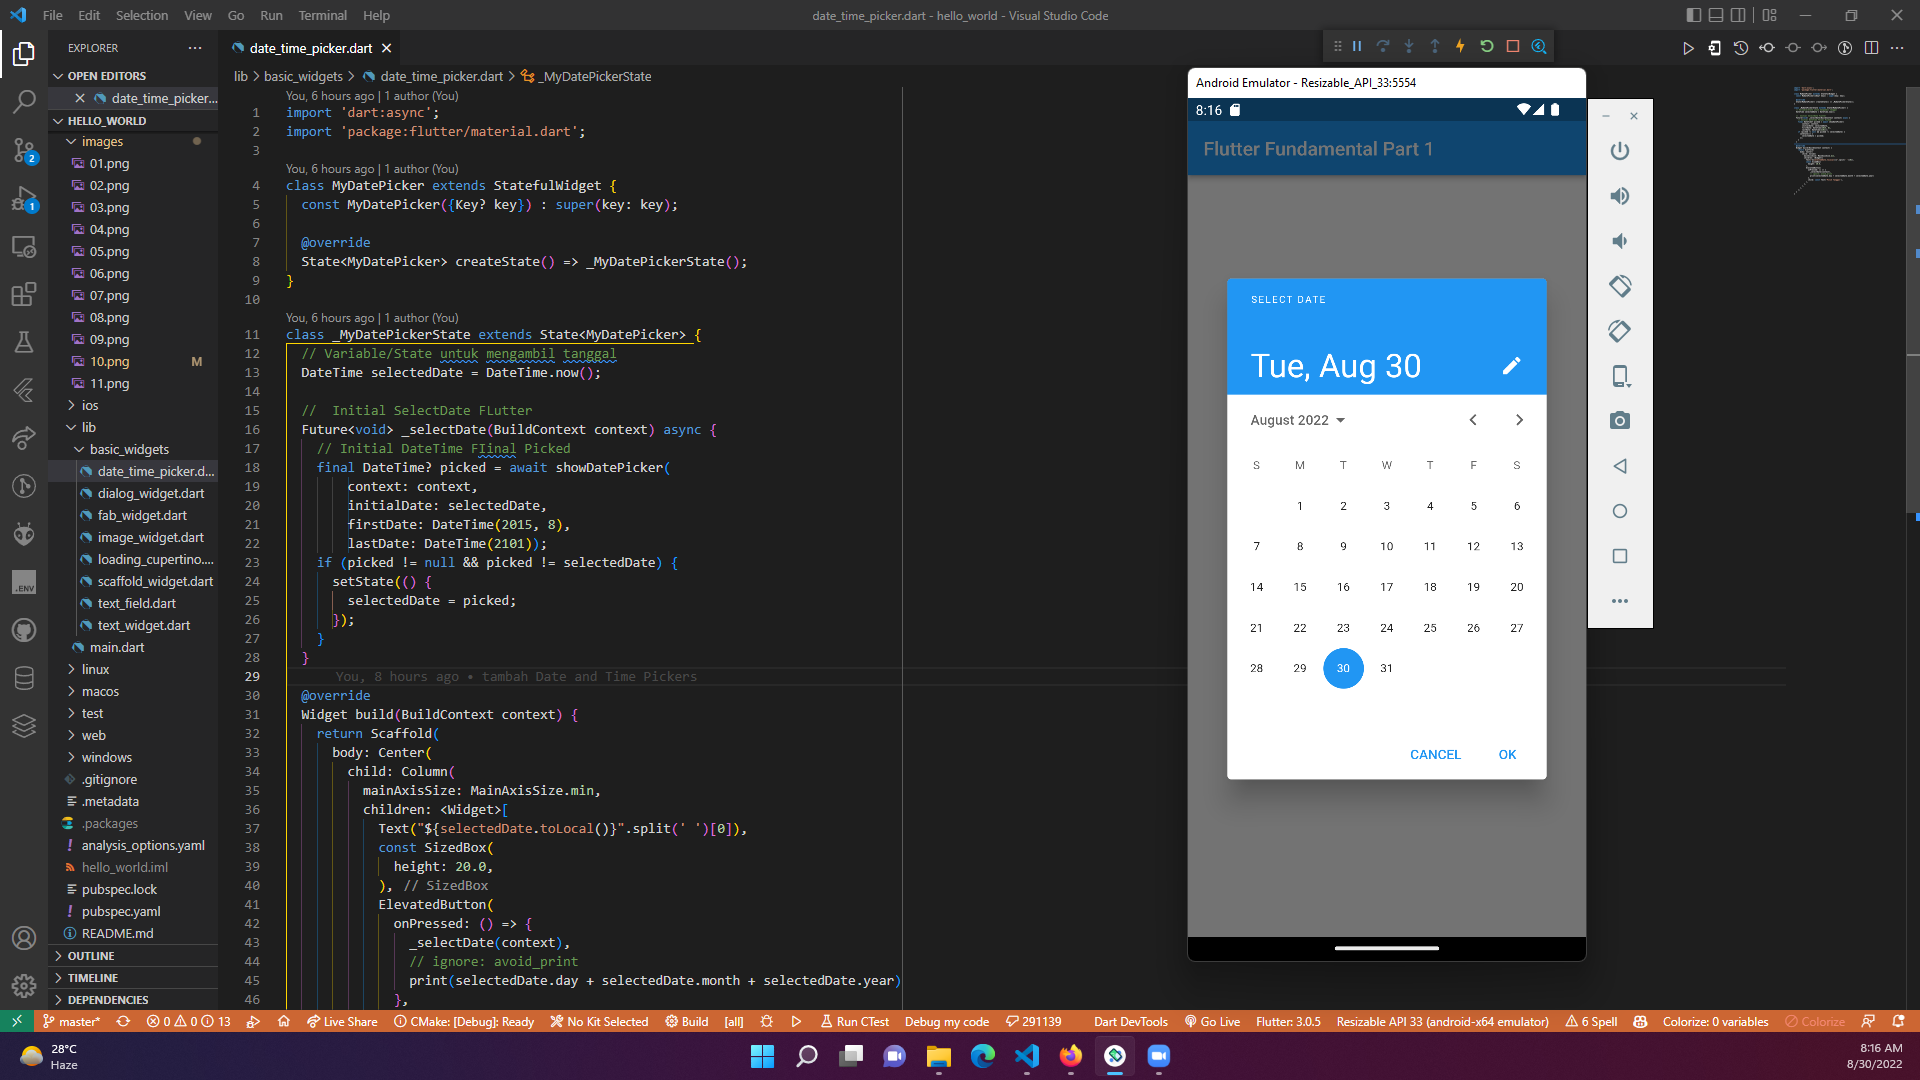 File Edit Selection View Go Run Terminal Help
date_time_picker.dart - hello_world - Visual Studio Code
EXPLORER
OPEN EDITORS
date_time_picker...
HELLO_WORLD
images
01.png
02.png
03.png
04.png
05.png
06.png
07.png
08.png
09.png
10.png M
11.png
ios
lib
basic_widgets
date_time_picker.d...
dialog_widget.dart
fab_widget.dart
image_widget.dart
loading_cupertino....
scaffold_widget.dart
text_field.dart
text_widget.dart
main.dart
linux
macos
test
web
windows
.gitignore
.metadata
.packages
analysis_options.yaml
hello_world.iml
pubspec.lock
pubspec.yaml
README.md
OUTLINE
TIMELINE
DEPENDENCIES
2
1
.ENV
date_time_picker.dart
lib > basic_widgets > date_time_picker.dart > _MyDatePickerState
You, 6 hours ago | 1 author (You)
1 import 'dart:async';
2 import 'package:flutter/material.dart';
3
You, 6 hours ago | 1 author (You)
4 class MyDatePicker extends StatefulWidget {
5 const MyDatePicker({Key? key}) : super(key: key);
6
7 @override
8 State<MyDatePicker> createState() => _MyDatePickerState();
9 }
10
You, 6 hours ago | 1 author (You)
11 class _MyDatePickerState extends State<MyDatePicker> {
12 // Variable/State untuk mengambil tanggal
13 DateTime selectedDate = DateTime.now();
14
15 //  Initial SelectDate FLutter
16 Future<void> _selectDate(BuildContext context) async {
17 // Initial DateTime FIinal Picked
18 final DateTime? picked = await showDatePicker(
19 context: context,
20 initialDate: selectedDate,
21 firstDate: DateTime(2015, 8),
22 lastDate: DateTime(2101));
23 if (picked != null && picked != selectedDate) {
24 setState(() {
25 selectedDate = picked;
26 });
27 }
28 }
29 You, 8 hours ago • tambah Date and Time Pickers
30 @override
31 Widget build(BuildContext context) {
32 return Scaffold(
33 body: Center(
34 child: Column(
35 mainAxisSize: MainAxisSize.min,
36 children: <Widget>[
37 Text("${selectedDate.toLocal()}".split(' ')[0]),
38 const SizedBox(
39 height: 20.0,
40 ), // SizedBox
41 ElevatedButton(
42 onPressed: () => {
43 _selectDate(context),
44 // ignore: avoid_print
45 print(selectedDate.day + selectedDate.month + selectedDate.year)
46 },
Android Emulator - Resizable_API_33:5554
8:16
Flutter Fundamental Part 1
SELECT DATE
Tue, Aug 30
August 2022
S M T W T F S
1 2 3 4 5 6
7 8 9 10 11 12 13
14 15 16 17 18 19 20
21 22 23 24 25 26 27
28 29 30 31
CANCEL OK
master* 0 0 13 Live Share CMake: [Debug]: Ready No Kit Selected Build [all] Run CTest Debug my code 291139 Dart DevTools Go Live Flutter: 3.0.5 Resizable API 33 (android-x64 emulator) 6 Spell Colorize: 0 variables Colorize
28°C
Haze
8:16 AM
8/30/2022